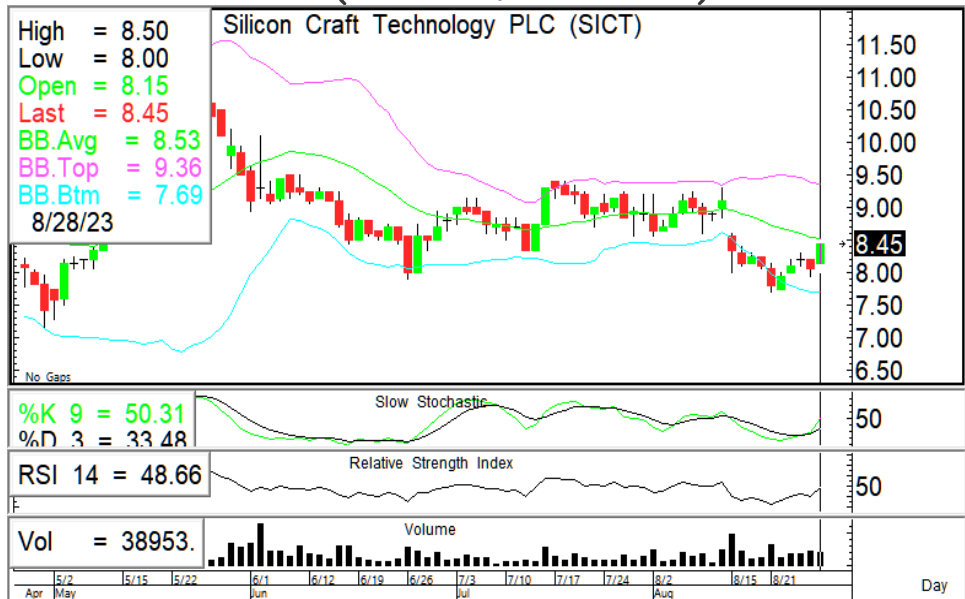 Silicon Craft Technology PLC (SICT)
High = 8.50
Low = 8.00
Open = 8.15
Last = 8.45
BB.Avg = 8.53
BB.Top = 9.36
BB.Btm = 7.69
8/28/23
11.50
11.00
10.50
10.00
9.50
9.00
8.45
8.00
7.50
7.00
6.50
No Gaps
Slow Stochastic
%K 9 = 50.31
%D 3 = 33.48
50
Relative Strength Index
RSI 14 = 48.66
50
Volume
Vol = 38953.
5/2 5/15 5/22 6/1 6/12 6/19 6/26 7/3 7/10 7/17 7/24 8/2 8/15 8/21
Apr May Jun Jul Aug
Day